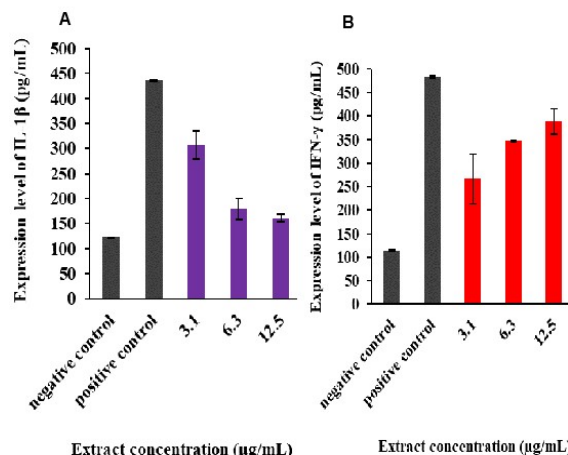 A
Expression level of IL 1β (pg/mL)
500
450
400
350
300
250
200
150
100
50
0
negative control
positive control
3.1
6.3
12.5
Extract concentration (µg/mL)
B
Expression level of IFN-γ (pg/mL)
500
450
400
350
300
250
200
150
100
50
0
negative control
positive control
3.1
6.3
12.5
Extract concentration (µg/mL)